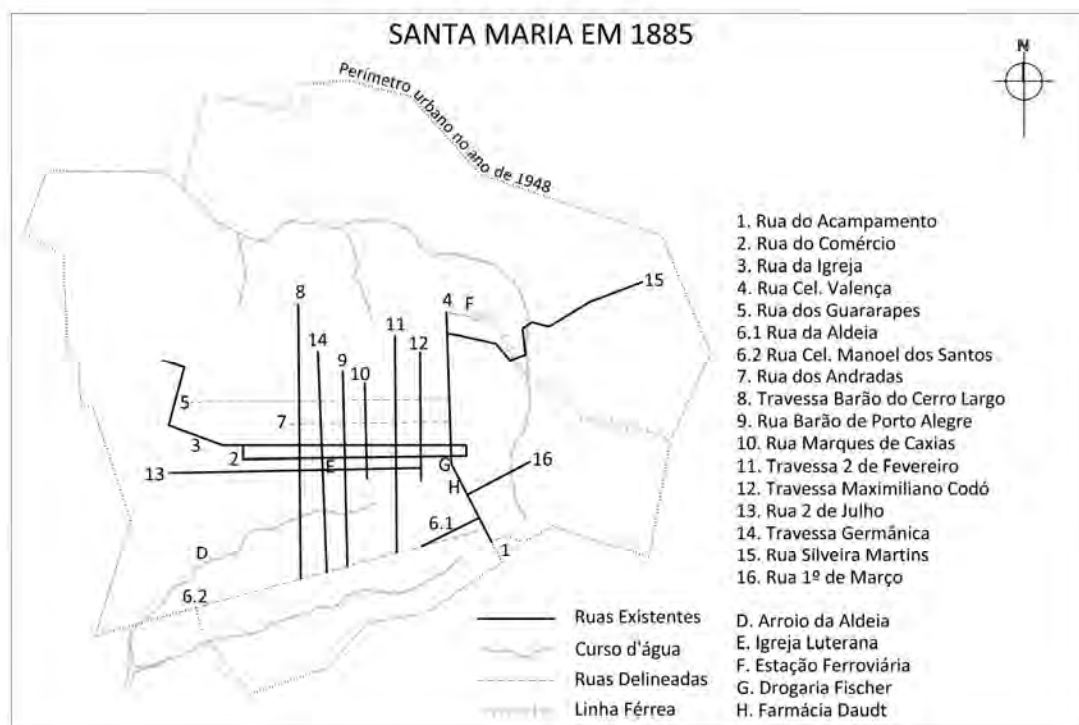 SANTA MARIA EM 1885
N
Perímetro urbano no ano de 1948
1. Rua do Acampamento
2. Rua do Comércio
3. Rua da Igreja
4. Rua Cel. Valença
5. Rua dos Guararapes
6.1 Rua da Aldeia
6.2 Rua Cel. Manoel dos Santos
7. Rua dos Andradas
8. Travessa Barão do Cerro Largo
9. Rua Barão de Porto Alegre
10. Rua Marques de Caxias
11. Travessa 2 de Fevereiro
12. Travessa Maximiliano Codó
13. Rua 2 de Julho
14. Travessa Germânica
15. Rua Silveira Martins
16. Rua 1º de Março
D. Arroio da Aldeia
E. Igreja Luterana
F. Estação Ferroviária
G. Drogaria Fischer
H. Farmácia Daudt
Ruas Existentes
Curso d'água
Ruas Delineadas
Linha Férrea
8
4
F
15
11
14
12
9
10
5
7
3
2
13
E
G
16
H
6.1
1
D
6.2